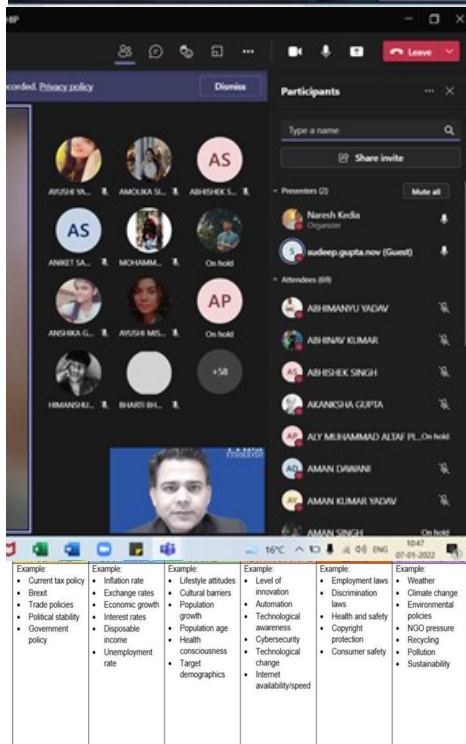 Leave
corded. Privacy policy
Dismiss
Participants
Type a name
Share invite
Presenters (2)
Mute all
Naresh Kedia
Organizer
sudeep.gupta.nov (Guest)
Attendees (69)
ABHIMANYU YADAV
ABHINAV KUMAR
ABHISHEK SINGH
AKANKSHA GUPTA
ALY MUHAMMAD ALTAF PI... On hold
AMAN DAWANI
AMAN KUMAR YADAV
AMAN SINGH On hold
AYUSHI YA...
AMOLIKA SI...
AS
ABHISHEK S...
AS
ANIKET SA...
MOHAMM...
On hold
ANSHIKA G...
AYUSHI MIS...
AP
On hold
HIMANSHU...
BHARTI BH...
+58
AS
AP
AD
AY
16°C
ENG
10:47
07-01-2022
Example:
• Current tax policy
• Brexit
• Trade policies
• Political stability
• Government
policy
Example:
• Inflation rate
• Exchange rates
• Economic growth
• Interest rates
• Disposable
income
• Unemployment
rate
Example:
• Lifestyle attitudes
• Cultural barriers
• Population
growth
• Population age
• Health
consciousness
• Target
demographics
Example:
• Level of
innovation
• Automation
• Technological
awareness
• Cybersecurity
• Technological
change
• Internet
availability/speed
Example:
• Employment laws
• Discrimination
laws
• Health and safety
• Copyright
protection
• Consumer safety
Example:
• Weather
• Climate change
• Environmental
policies
• NGO pressure
• Recycling
• Pollution
• Sustainability